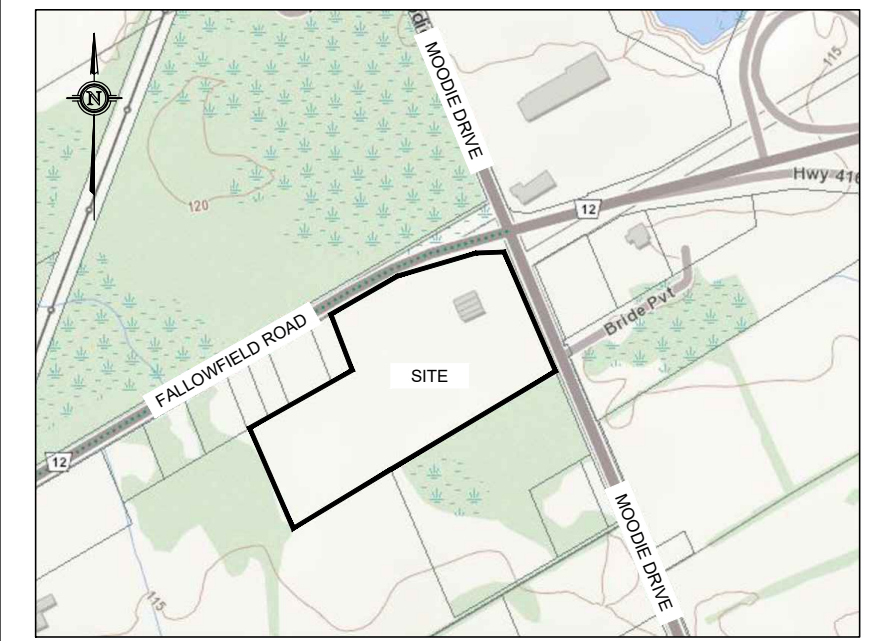 MOODIE DRIVE
115
N
Hwy 416
120
12
Bride Pvt
FALLOWFIELD ROAD
SITE
12
MOODIE DRIVE
115